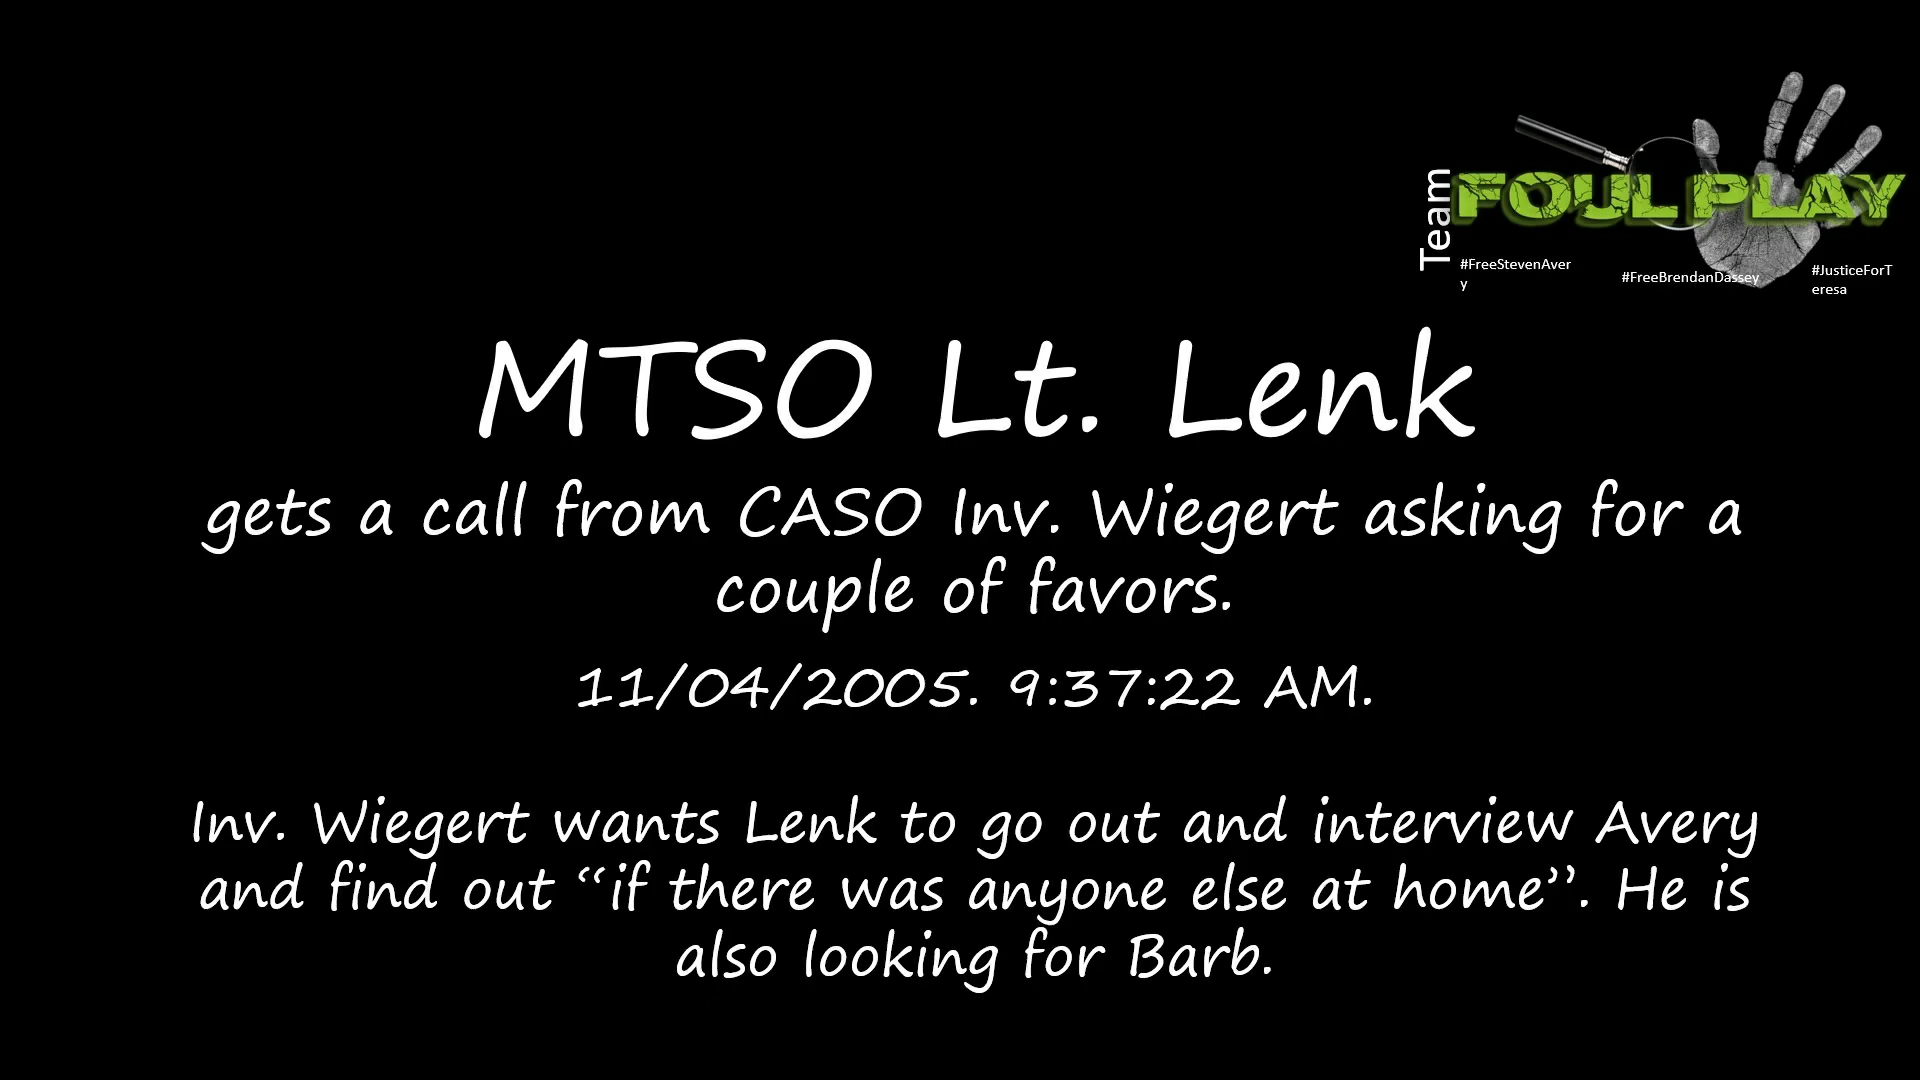 Team
FOUL PLAY
#FreeStevenAver
y
#FreeBrendanDassey
#JusticeForT
eresa
MTSO Lt. Lenk
gets a call from CASO Inv. Wiegert asking for a
couple of favors.
11/04/2005. 9:37:22 AM.
Inv. Wiegert wants Lenk to go out and interview Avery
and find out “if there was anyone else at home”. He is
also looking for Barb.